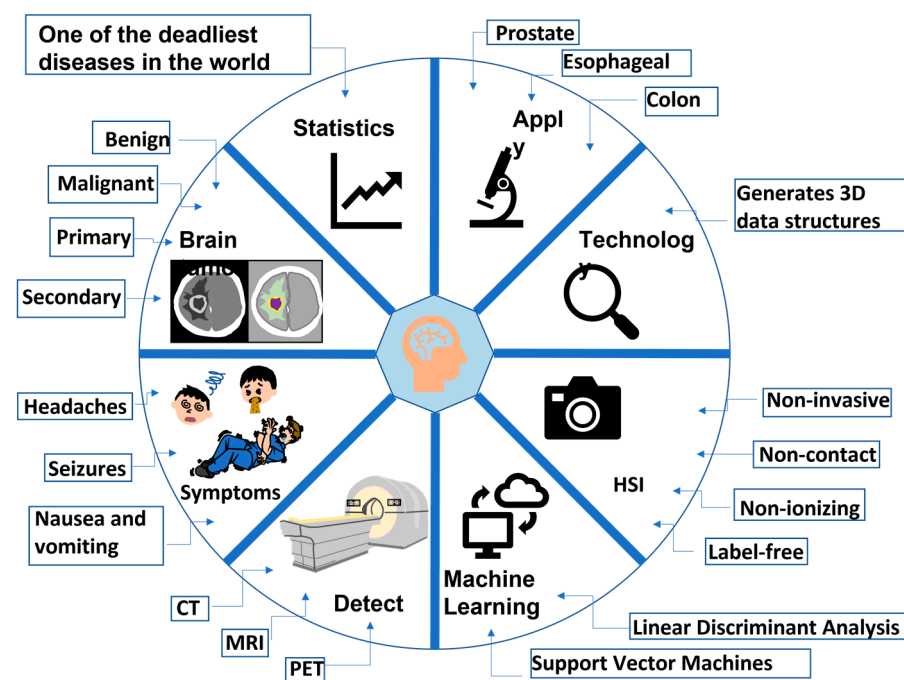 One of the deadliest
diseases in the world
Prostate
Esophageal
Colon
Statistics
Appl
y
Benign
Malignant
Primary
Secondary
Brain
tumo
Generates 3D
data structures
Technolog
y
Headaches
Seizures
Nausea and
vomiting
Symptoms
Non-invasive
Non-contact
Non-ionizing
Label-free
HSI
CT
MRI
PET
Detect
Machine
Learning
Linear Discriminant Analysis
Support Vector Machines